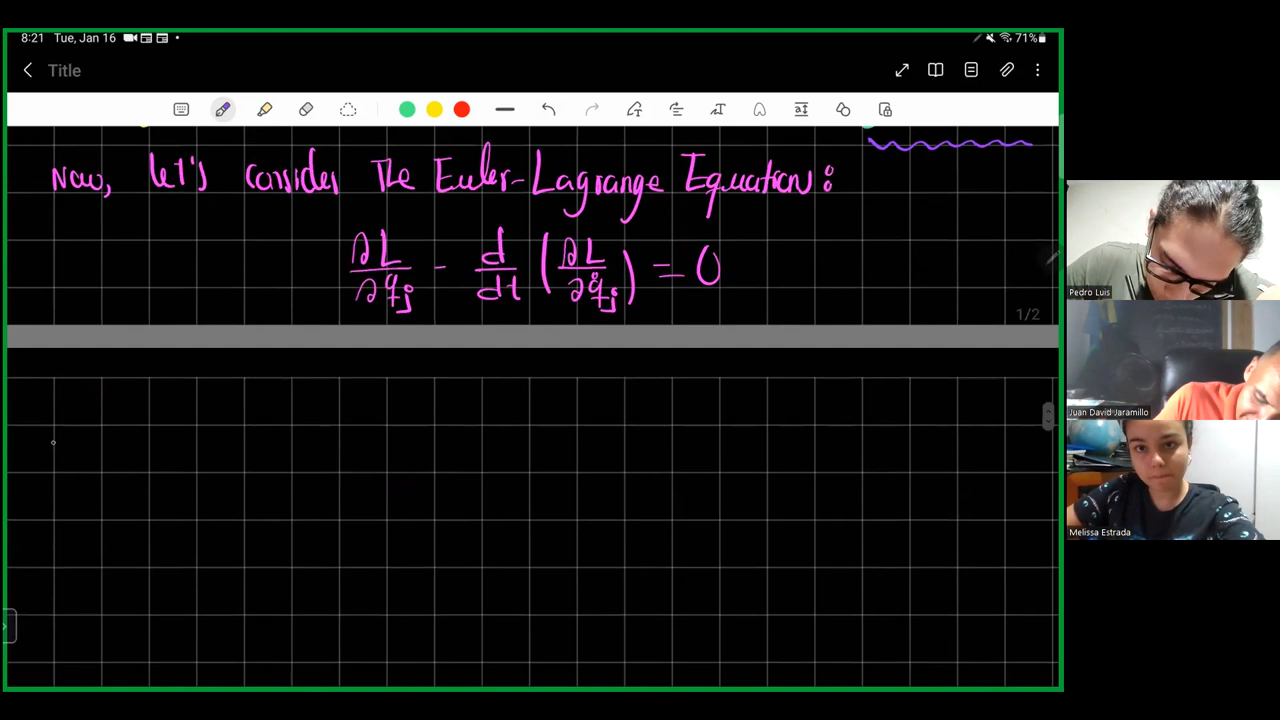 8:21 Tue, Jan 16
71%
Title
Now, let's consider The Euler-Lagrange Equation:
∂L/∂q_j - d/dt (∂L/∂q̇_j) = 0
1/2
Pedro Luis
Juan David Jaramillo
Melissa Estrada